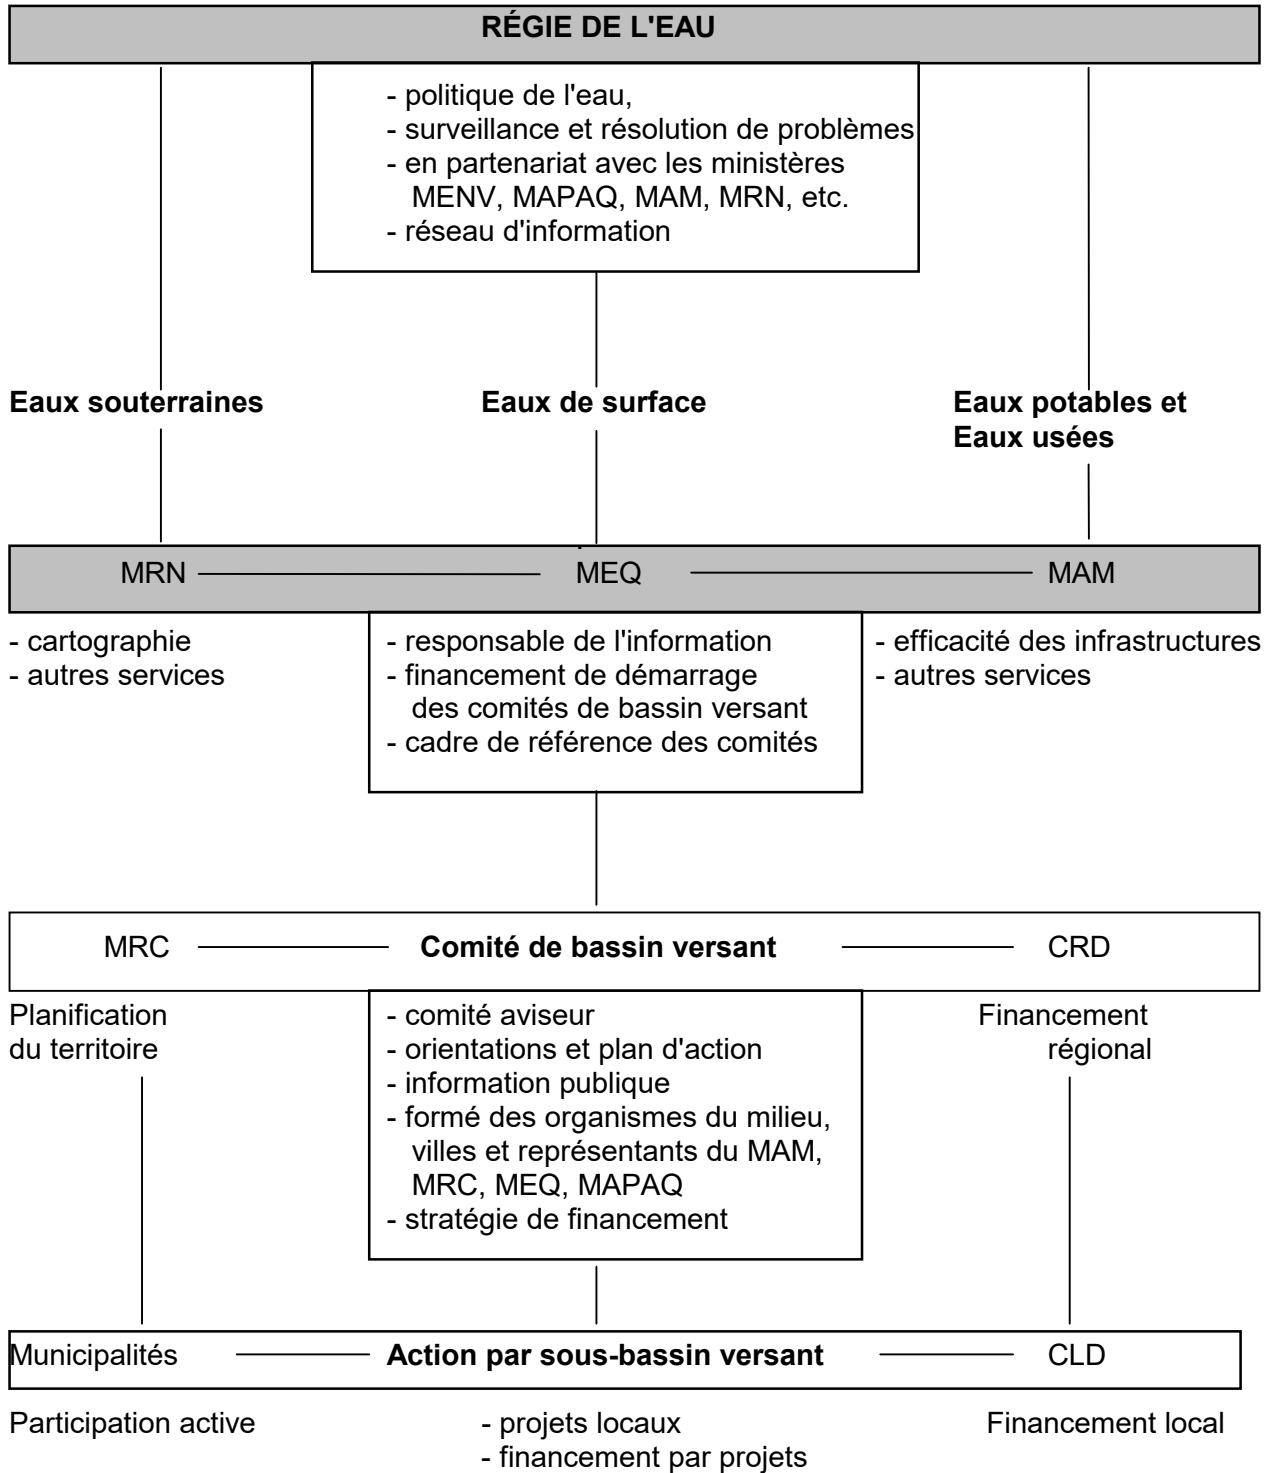 RÉGIE DE L'EAU
- politique de l'eau,
- surveillance et résolution de problèmes
- en partenariat avec les ministères
MENV, MAPAQ, MAM, MRN, etc.
- réseau d'information
Eaux souterraines
Eaux de surface
Eaux potables et
Eaux usées
MRN
MEQ
MAM
- cartographie
- autres services
- responsable de l'information
- financement de démarrage
des comités de bassin versant
- cadre de référence des comités
- efficacité des infrastructures
- autres services
MRC
Comité de bassin versant
CRD
Planification
du territoire
- comité aviseur
- orientations et plan d'action
- information publique
- formé des organismes du milieu,
villes et représentants du MAM,
MRC, MEQ, MAPAQ
- stratégie de financement
Financement
régional
Municipalités
Action par sous-bassin versant
CLD
Participation active
- projets locaux
- financement par projets
Financement local